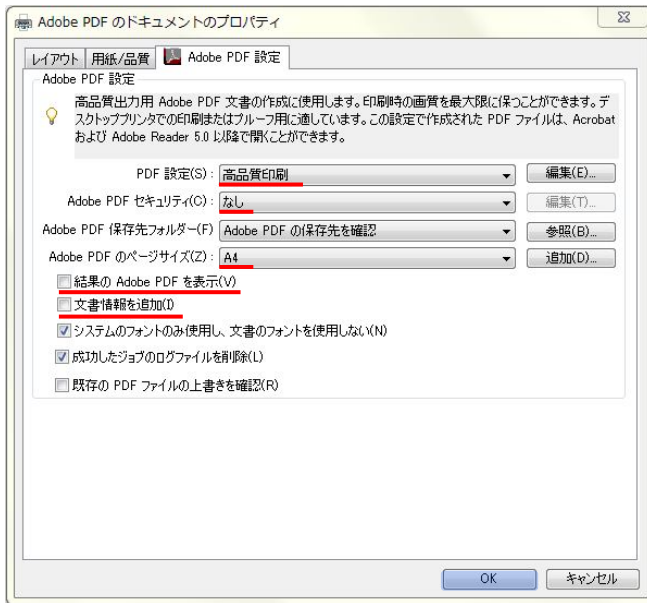 Adobe PDF のドキュメントのプロパティ
レイアウト 用紙/品質 Adobe PDF 設定
Adobe PDF 設定
高品質出力用 Adobe PDF 文書の作成に使用します。印刷時の画質を最大限に保つことができます。デ
スクトッププリンタでの印刷またはプルーフ用に適しています。この設定で作成された PDF ファイルは、Acrobat
および Adobe Reader 5.0 以降で開くことができます。
PDF 設定(S): 高品質印刷 編集(E)...
Adobe PDF セキュリティ(C): なし 編集(T)...
Adobe PDF 保存先フォルダー(F) Adobe PDF の保存先を確認 参照(B)...
Adobe PDF のページサイズ(Z): A4 追加(D)...
結果の Adobe PDF を表示(V)
文書情報を追加(I)
システムのフォントのみ使用し、文書のフォントを使用しない(N)
成功したジョブのログファイルを削除(L)
既存の PDF ファイルの上書きを確認(R)
OK キャンセル